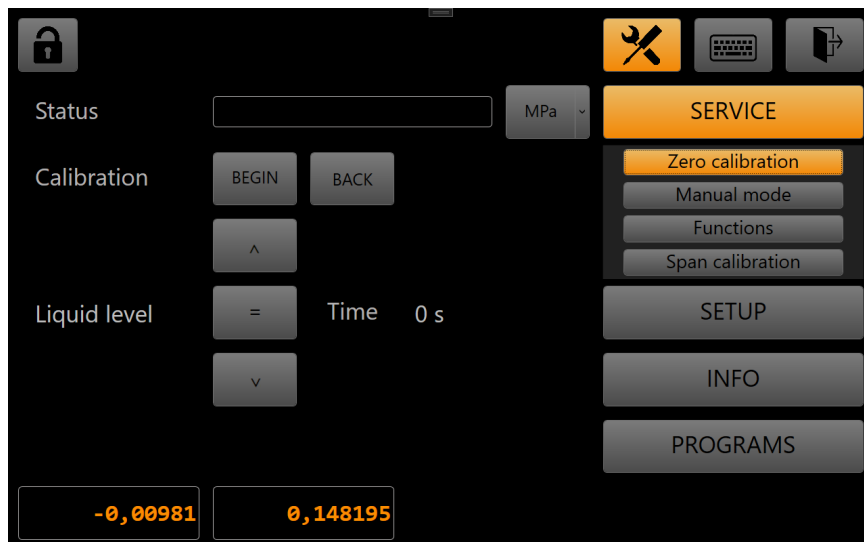 Status
MPa
SERVICE
Zero calibration
Calibration
BEGIN
BACK
Manual mode
Functions
^
Span calibration
Liquid level
=
Time
0 s
SETUP
v
INFO
PROGRAMS
-0,00981
0,148195